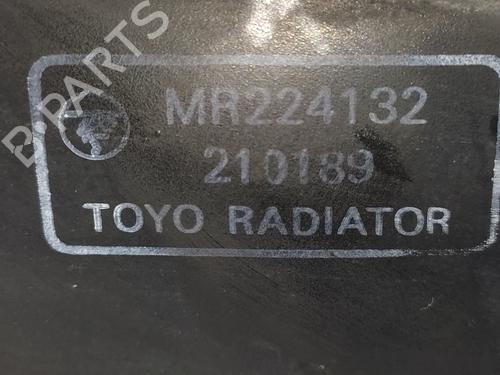 B-PARTS
MR224132
210189
TOYO RADIATOR